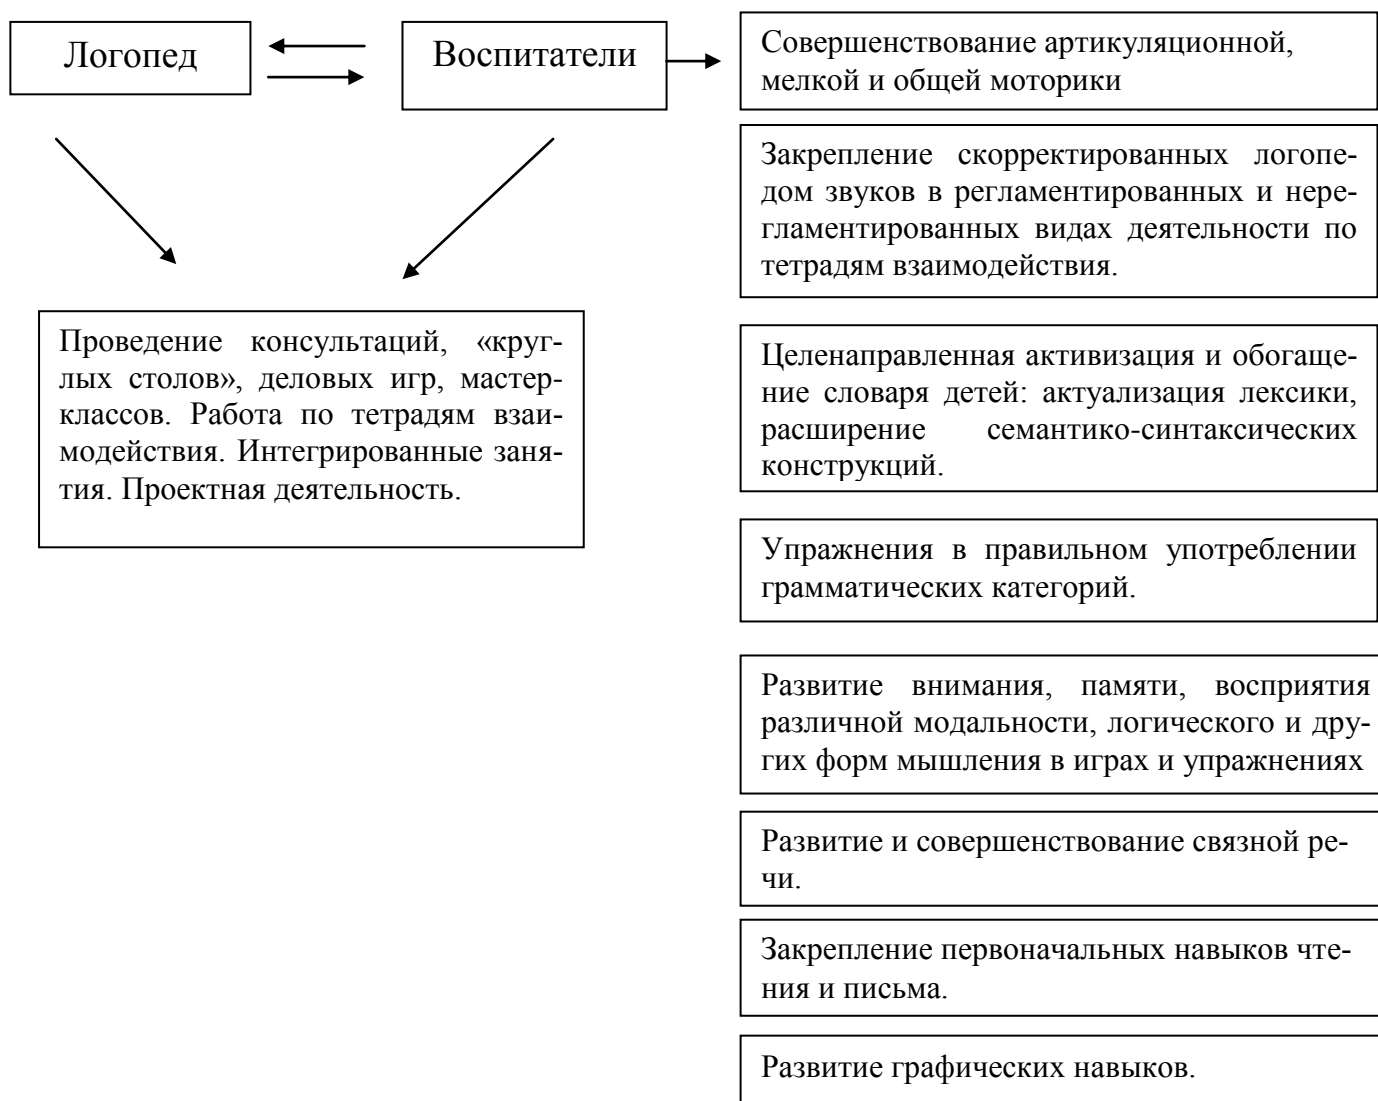 Логопед
Воспитатели
Совершенствование артикуляционной,
мелкой и общей моторики
Закрепление скорректированных логопе-
дом звуков в регламентированных и нере-
гламентированных видах деятельности по
тетрадям взаимодействия.
Проведение консультаций, «круг-
лых столов», деловых игр, мастер-
классов. Работа по тетрадям взаи-
модействия. Интегрированные заня-
тия. Проектная деятельность.
Целенаправленная активизация и обогаще-
ние словаря детей: актуализация лексики,
расширение семантико-синтаксических
конструкций.
Упражнения в правильном употреблении
грамматических категорий.
Развитие внимания, памяти, восприятия
различной модальности, логического и дру-
гих форм мышления в играх и упражнениях
Развитие и совершенствование связной ре-
чи.
Закрепление первоначальных навыков чте-
ния и письма.
Развитие графических навыков.